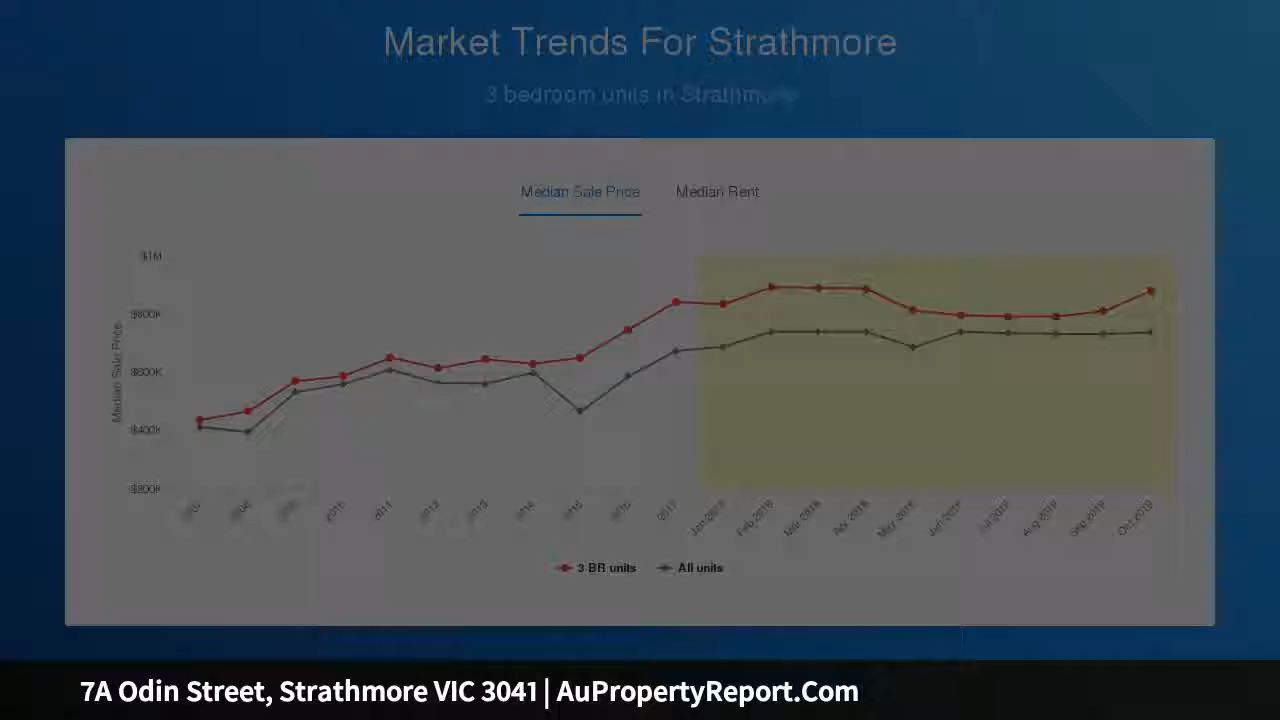 Market Trends For Strathmore
3 bedroom units in Strathmore
Median Sale Price
Median Rent
$1M
$800K
$600K
$400K
Median Sale Price
2010 2011 2012 2013 2014 2015 2016 2017 Jan 2018 Feb 2018 Mar 2018 Apr 2018 May 2018 Jun 2018 Jul 2018 Aug 2018 Sep 2018 Oct 2018
3 BR units
All units
7A Odin Street, Strathmore VIC 3041 | AuPropertyReport.Com